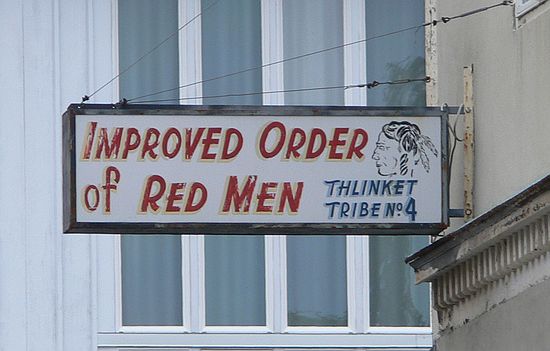 IMPROVED ORDER
of RED MEN
THLINKET
TRIBE No. 4